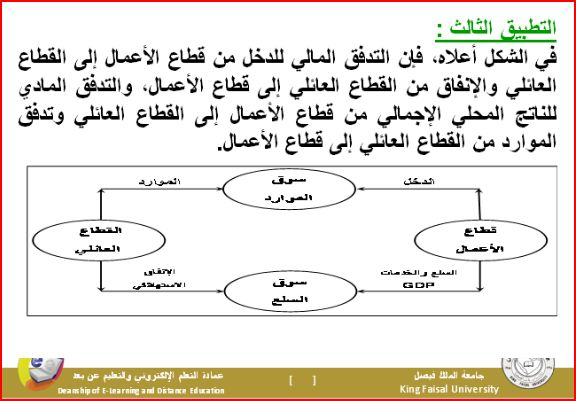 التطبيق الثالث :
في الشكل أعلاه، فإن التدفق المالي للدخل من قطاع الأعمال إلى القطاع
العائلي والإنفاق من القطاع العائلي إلى قطاع الأعمال، والتدفق المادي
للناتج المحلي الإجمالي من قطاع الأعمال إلى القطاع العائلي وتدفق
الموارد من القطاع العائلي إلى قطاع الأعمال.
سوق
الموارد
الدخل
الموارد
قطاع
الأعمال
القطاع
العائلي
السلع والخدمات
GDP
الإنفاق
الاستهلاكي
سوق
السلع
جامعة الملك فيصل
King Faisal University
[ ]
عمادة التعلم الإلكتروني والتعليم عن بعد
Deanship of E-Learning and Distance Education